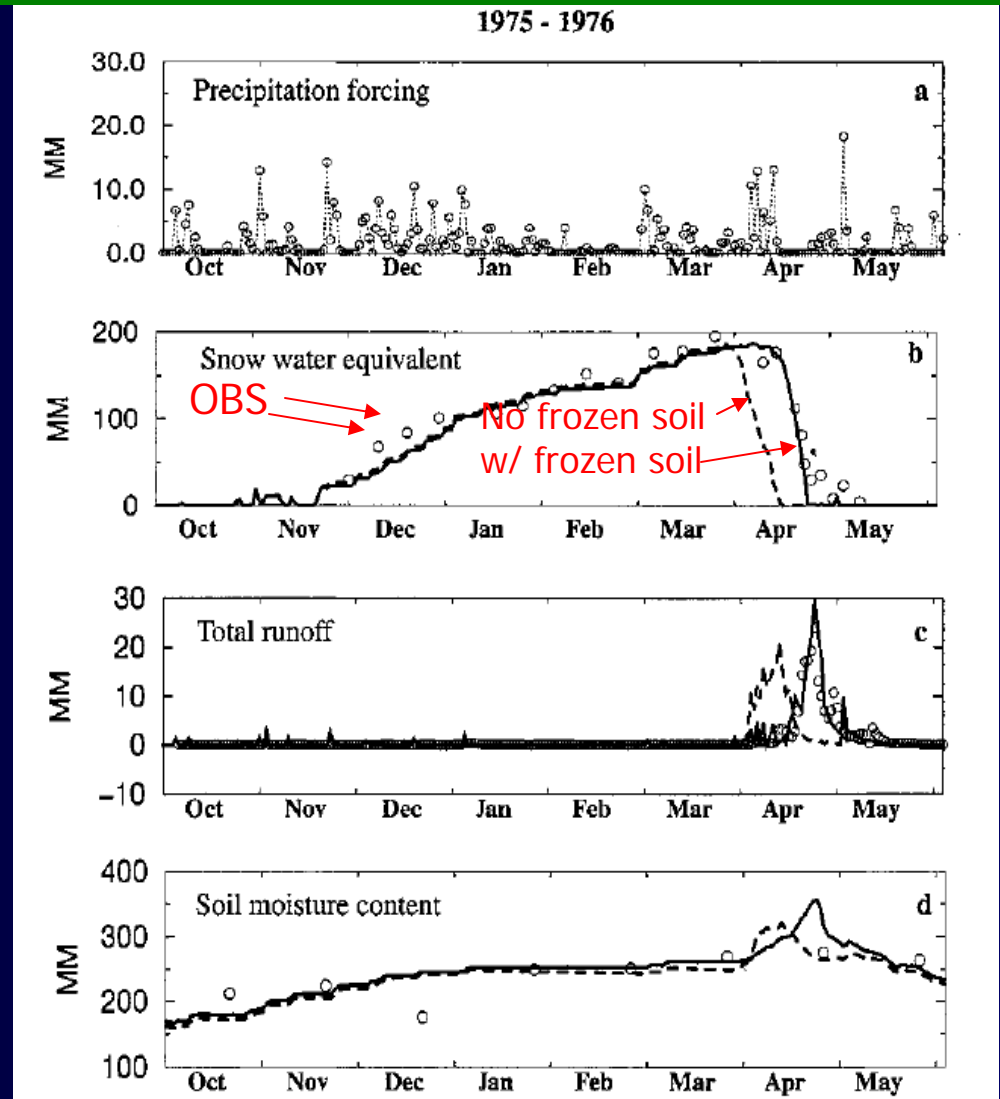 1975 - 1976
30.0
20.0
10.0
0.0
MM
Precipitation forcing
a
Oct Nov Dec Jan Feb Mar Apr May
200
100
0
MM
Snow water equivalent
b
OBS
No frozen soil
w/ frozen soil
Oct Nov Dec Jan Feb Mar Apr May
30
20
10
0
−10
MM
Total runoff
c
Oct Nov Dec Jan Feb Mar Apr May
400
300
200
100
MM
Soil moisture content
d
Oct Nov Dec Jan Feb Mar Apr May